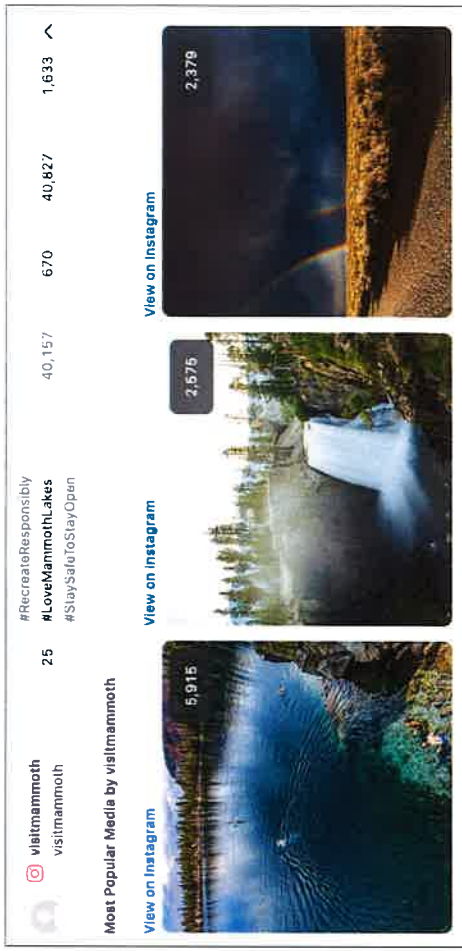 visitmammoth
visitmammoth
25
#RecreateResponsibly
#LoveMammothLakes
#StaySafeToStayOpen
40,157
670
40,827
1,633
Most Popular Media by visitmammoth
View on Instagram
View on Instagram
View on Instagram
5,915
2,575
2,379